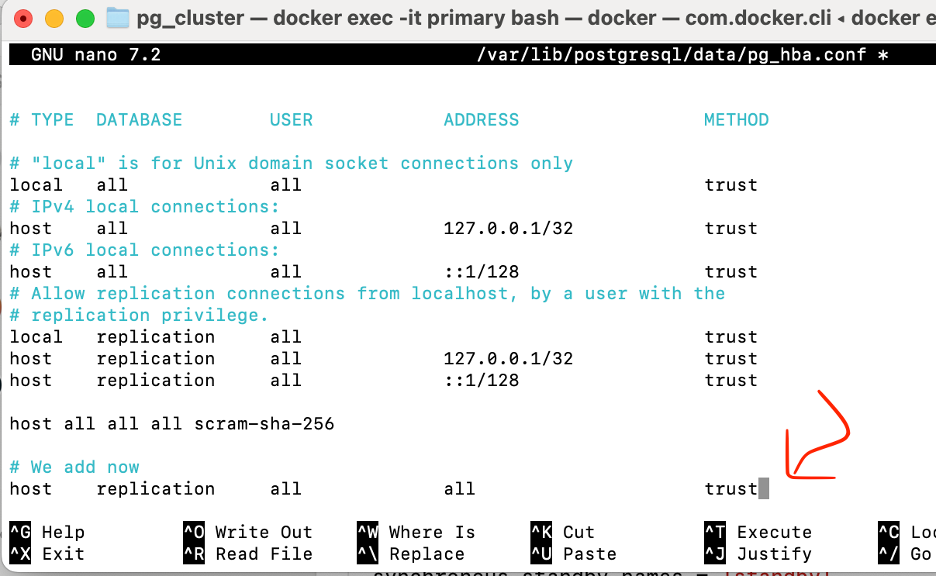 pg_cluster — docker exec -it primary bash — docker — com.docker.cli ◂ docker e
GNU nano 7.2 /var/lib/postgresql/data/pg_hba.conf *
# TYPE DATABASE USER ADDRESS METHOD
# "local" is for Unix domain socket connections only
local all all trust
# IPv4 local connections:
host all all 127.0.0.1/32 trust
# IPv6 local connections:
host all all ::1/128 trust
# Allow replication connections from localhost, by a user with the
# replication privilege.
local replication all trust
host replication all 127.0.0.1/32 trust
host replication all ::1/128 trust
host all all all scram-sha-256
# We add now
host replication all all trust
^G Help ^O Write Out ^W Where Is ^K Cut ^T Execute ^C Loc
^X Exit ^R Read File ^\ Replace ^U Paste ^J Justify ^/ Go